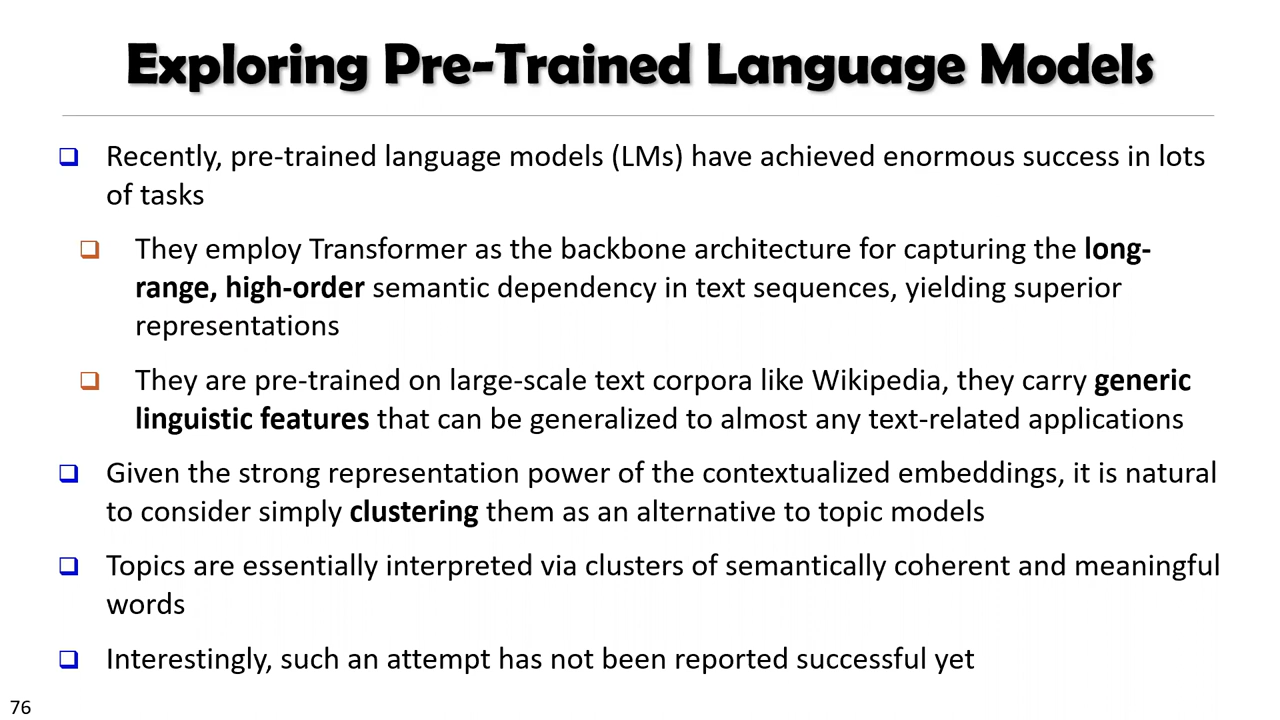 Exploring Pre-Trained Language Models
Recently, pre-trained language models (LMs) have achieved enormous success in lots
of tasks
They employ Transformer as the backbone architecture for capturing the long-
range, high-order semantic dependency in text sequences, yielding superior
representations
They are pre-trained on large-scale text corpora like Wikipedia, they carry generic
linguistic features that can be generalized to almost any text-related applications
Given the strong representation power of the contextualized embeddings, it is natural
to consider simply clustering them as an alternative to topic models
Topics are essentially interpreted via clusters of semantically coherent and meaningful
words
Interestingly, such an attempt has not been reported successful yet
76